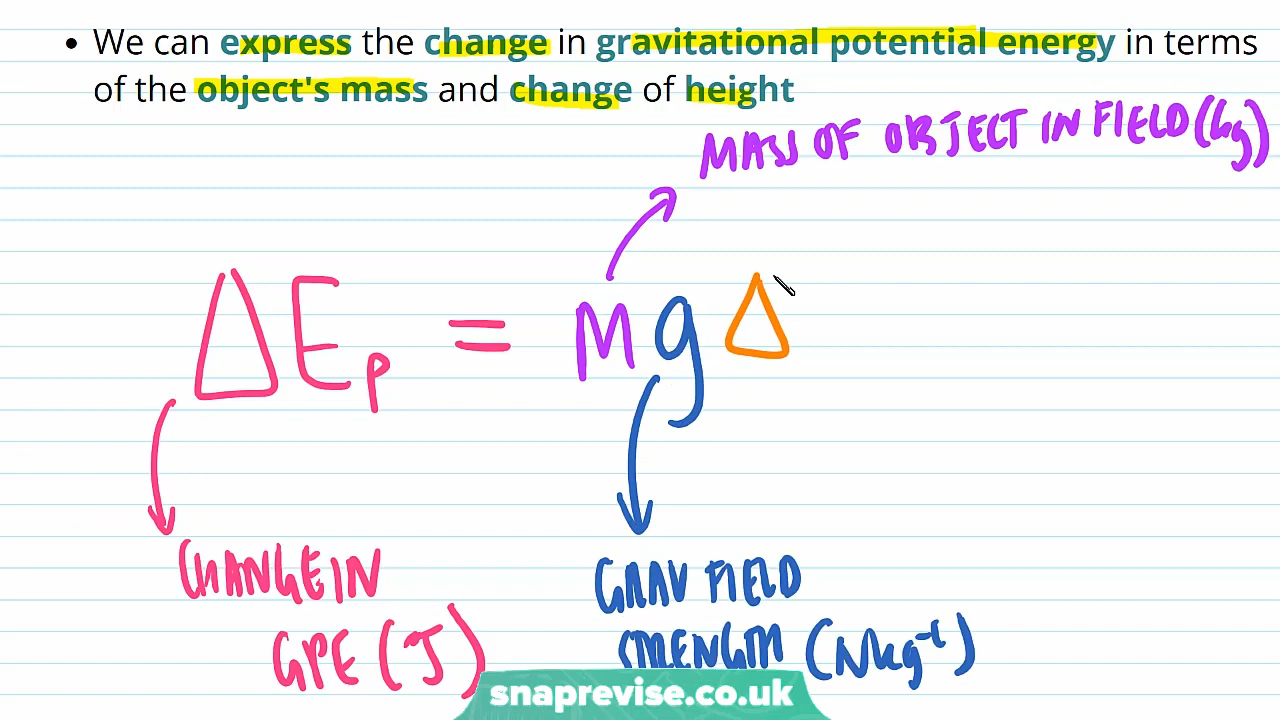 • We can express the change in gravitational potential energy in terms
of the object's mass and change of height
MASS OF OBJECT IN FIELD (kg)
ΔEp = mgΔ
CHANGE IN
GPE (J)
GRAV FIELD
STRENGTH (Nkg⁻¹)
snaprevise.co.uk